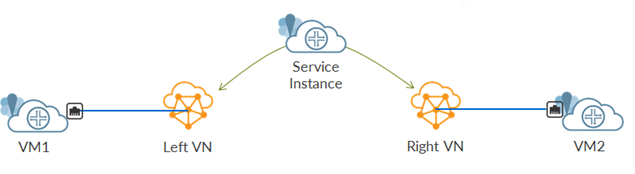 Service
Instance
VM1
Left VN
Right VN
VM2